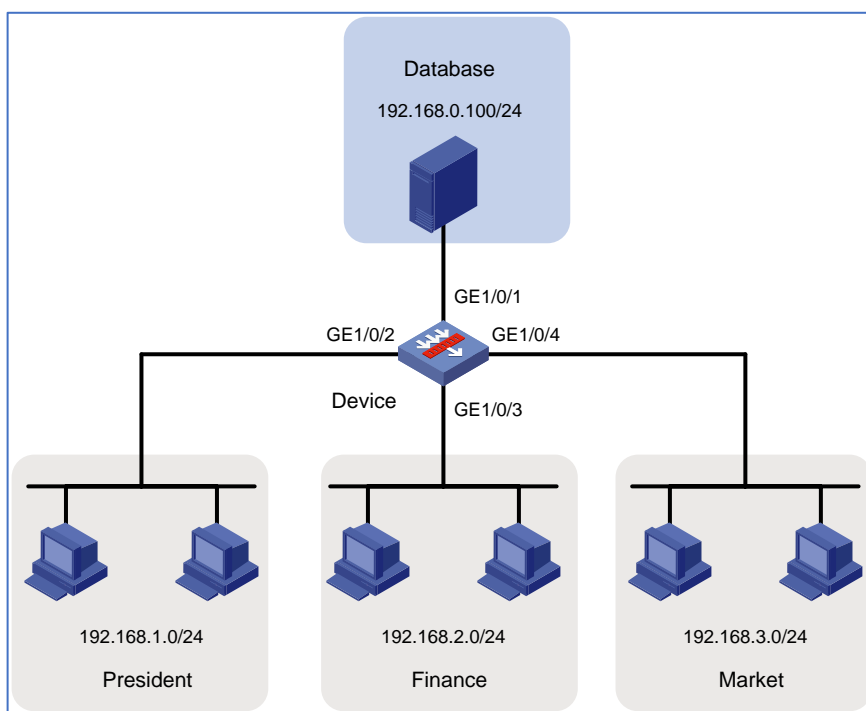 Database
192.168.0.100/24
GE1/0/1
GE1/0/2
GE1/0/4
Device
GE1/0/3
192.168.1.0/24
192.168.2.0/24
192.168.3.0/24
President
Finance
Market